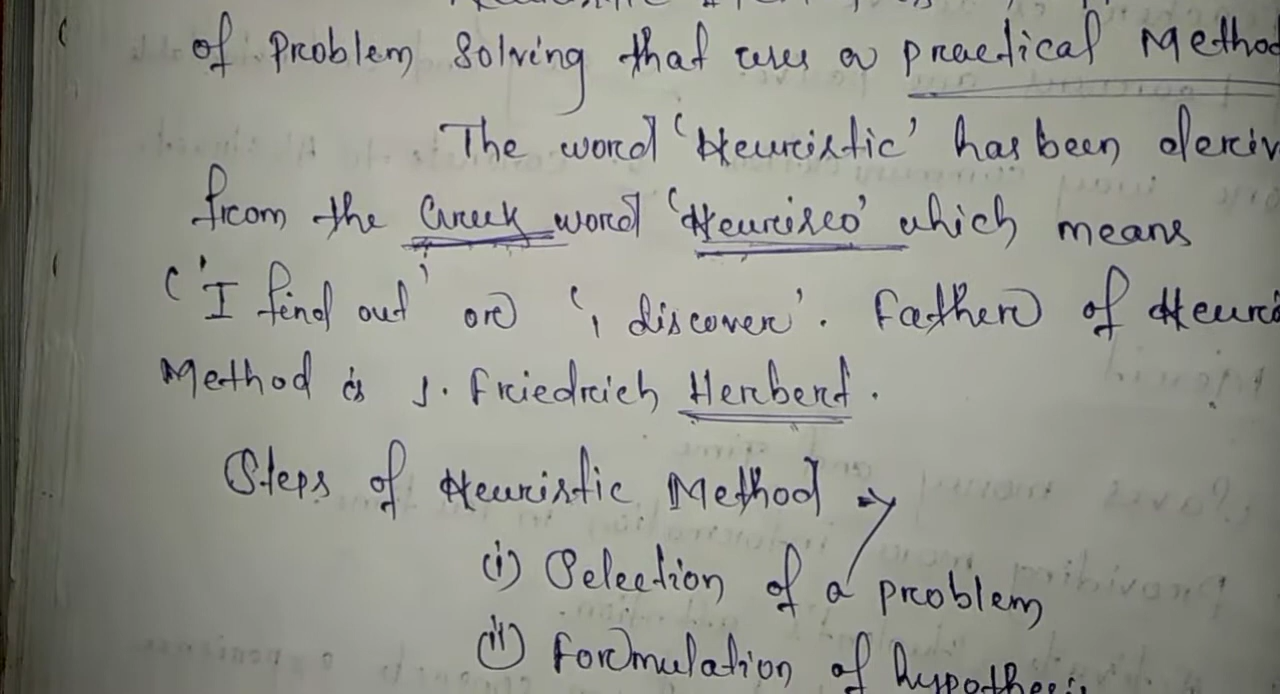 of problem solving that uses a practical Method
The word 'Heuristic' has been deriv
from the Greek word 'Heurisco' which means
('I find out' or 'i discover'. Father of Heuri
Method is J. Friedrich Herbert.
Steps of Heuristic Method →
(i) Selection of a problem
(ii) Formulation of hypothesis